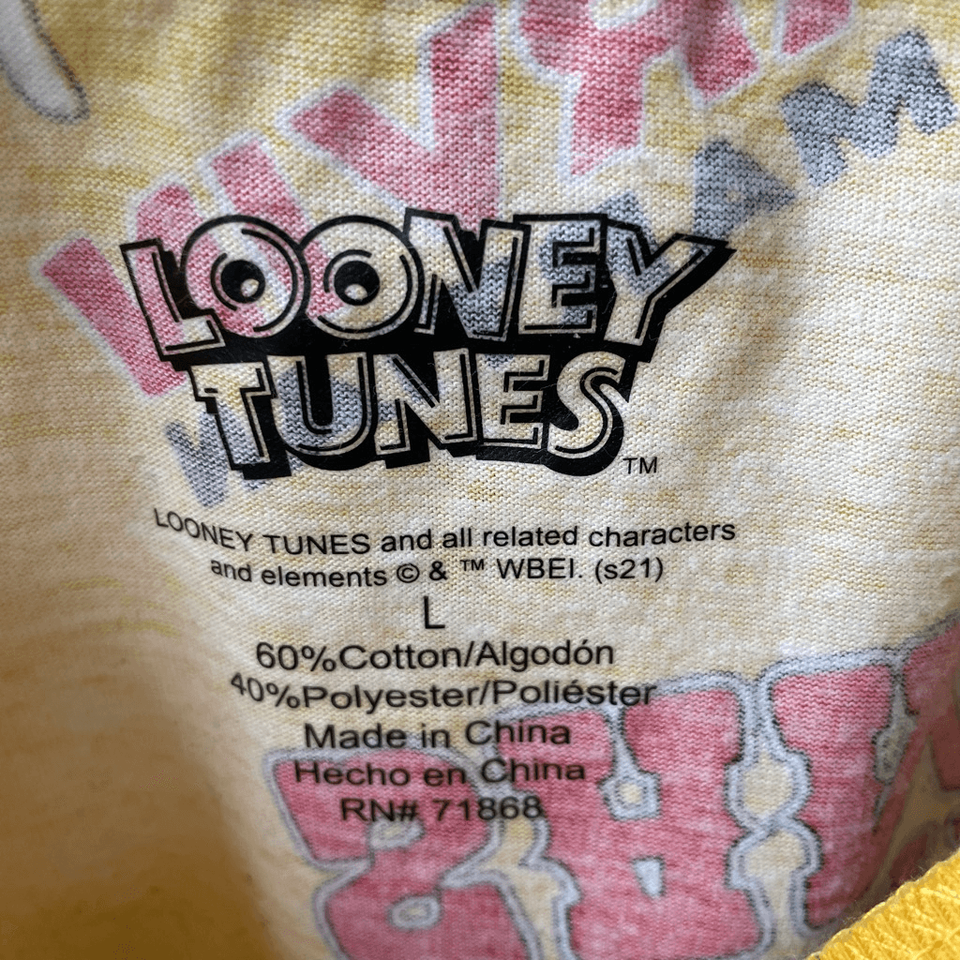 LOONEY
TUNES
TM
LOONEY TUNES and all related characters
and elements © & ™ WBEI. (s21)
L
60%Cotton/Algodón
40%Polyester/Poliéster
Made in China
Hecho en China
RN# 71868